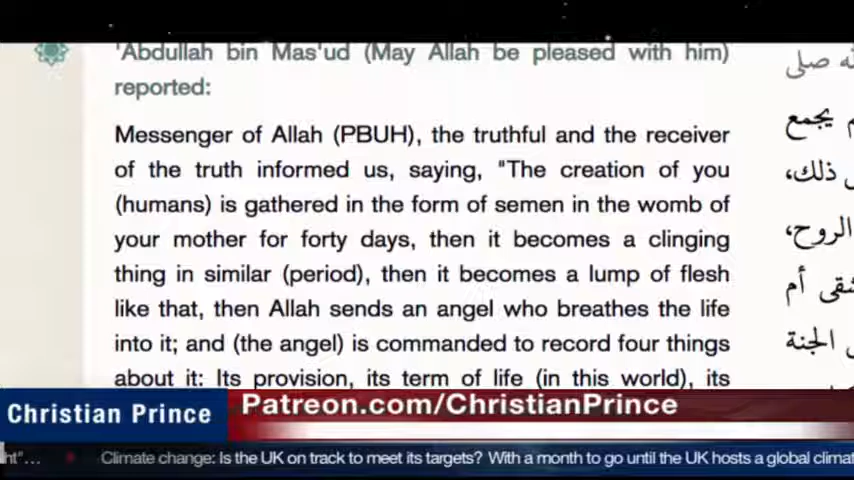 'Abdullah bin Mas'ud (May Allah be pleased with him)
reported:
Messenger of Allah (PBUH), the truthful and the receiver
of the truth informed us, saying, "The creation of you
(humans) is gathered in the form of semen in the womb of
your mother for forty days, then it becomes a clinging
thing in similar (period), then it becomes a lump of flesh
like that, then Allah sends an angel who breathes the life
into it; and (the angel) is commanded to record four things
about it: Its provision, its term of life (in this world), its
صلى
يجمع
ذلك،
الروح،
أم
الجنة
Christian Prince
Patreon.com/ChristianPrince
ht"... Climate change: Is the UK on track to meet its targets? With a month to go until the UK hosts a global climat